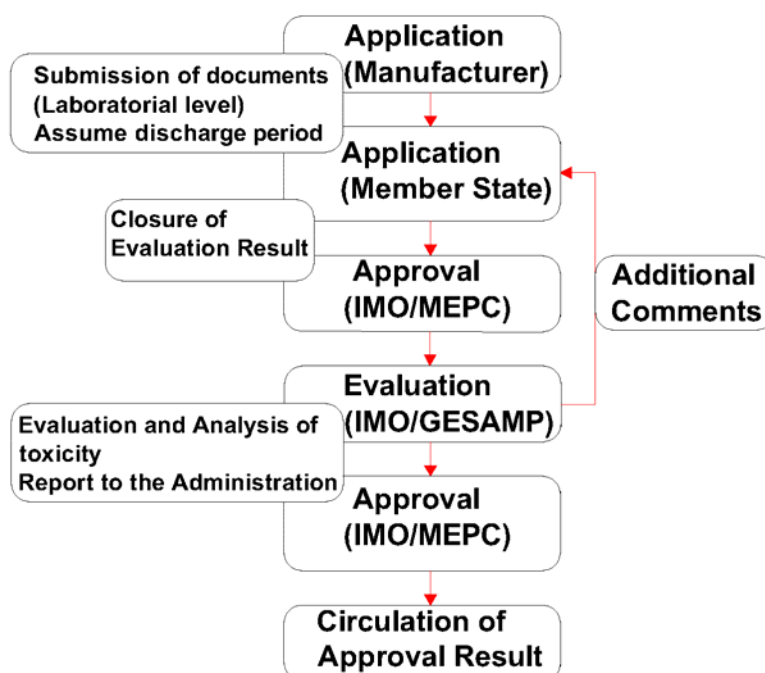 Application
(Manufacturer)
Submission of documents
(Laboratorial level)
Assume discharge period
Application
(Member State)
Closure of
Evaluation Result
Approval
(IMO/MEPC)
Additional
Comments
Evaluation
(IMO/GESAMP)
Evaluation and Analysis of
toxicity
Report to the Administration
Approval
(IMO/MEPC)
Circulation of
Approval Result